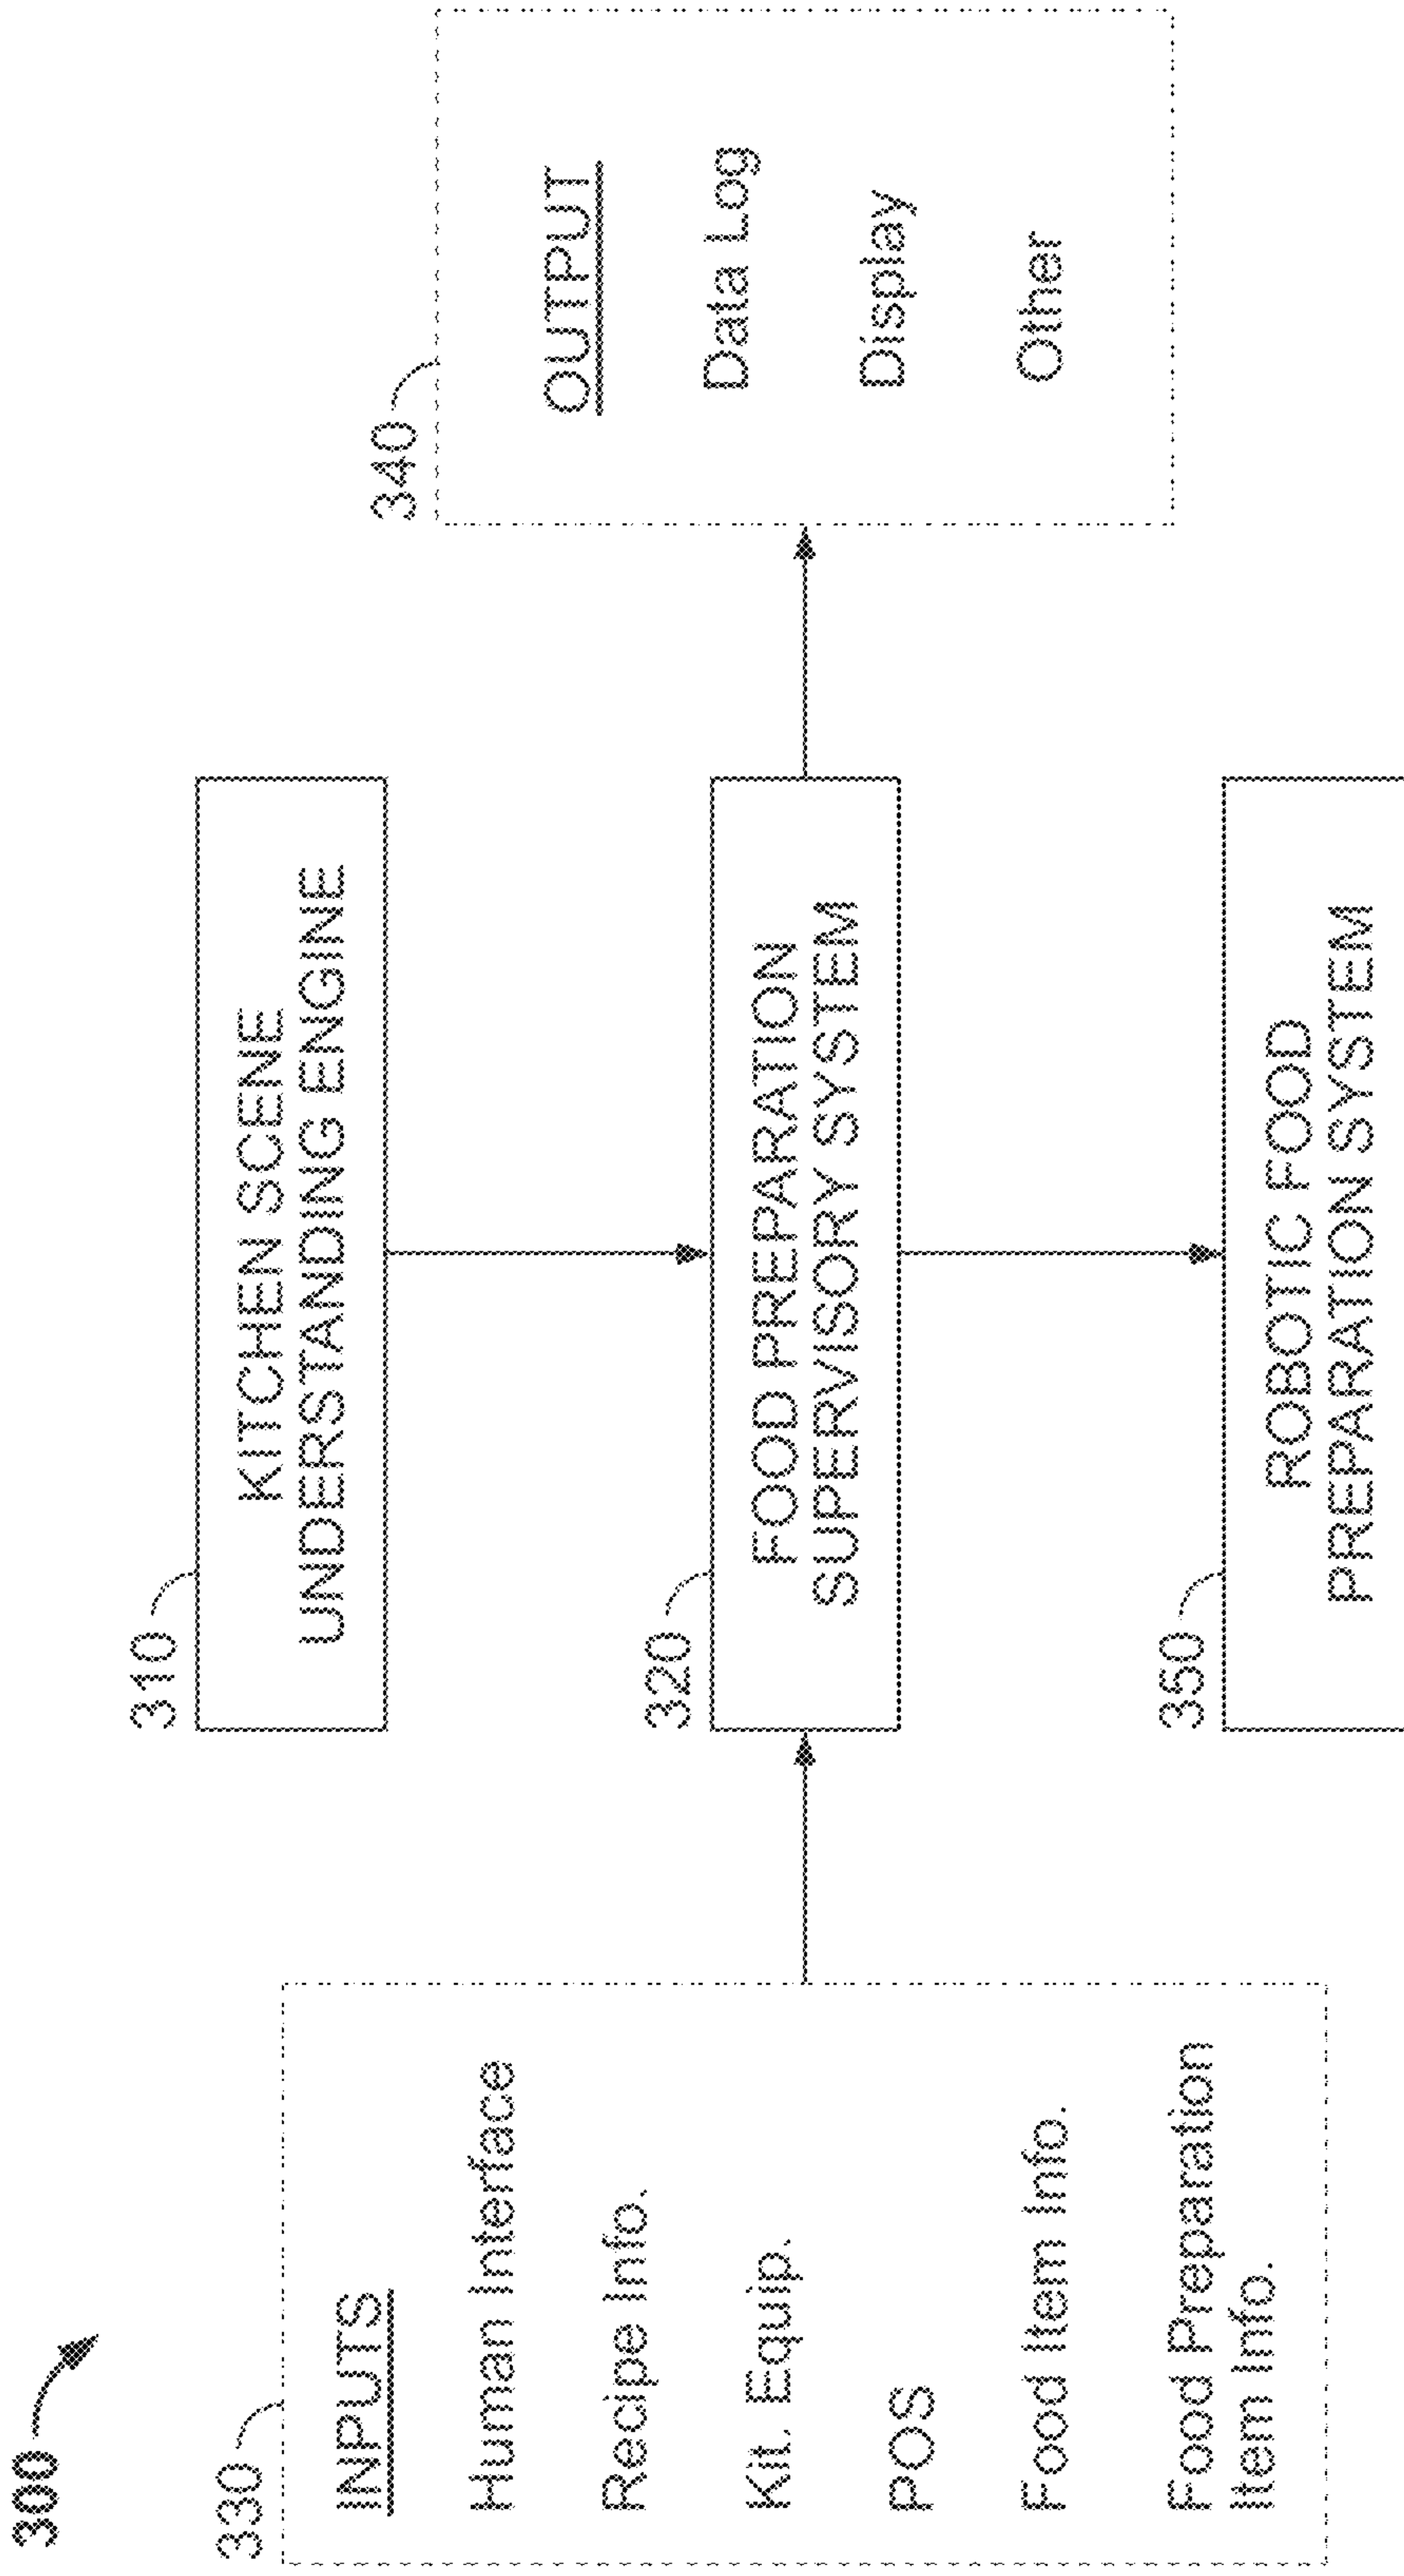 300
330
INPUTS
Human Interface
Recipe Info.
Kit. Equip.
POS
Food Item Info.
Food Preparation
Item Info.
310
KITCHEN SCENE
UNDERSTANDING ENGINE
320
FOOD PREPARATION
SUPERVISORY SYSTEM
350
ROBOTIC FOOD
PREPARATION SYSTEM
340
OUTPUT
Data Log
Display
Other